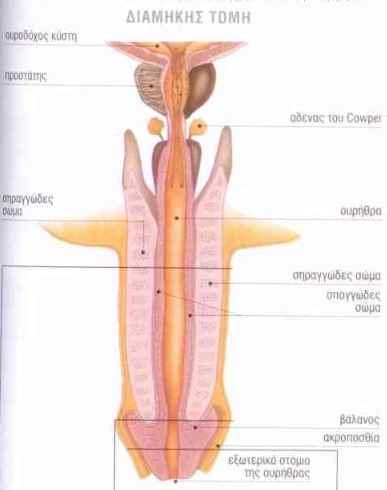 ΔΙΑΜΗΚΗΣ ΤΟΜΗ
ουροδόχος κύστη
προστάτης
αδένας του Cowper
σηραγγώδες
σώμα
ουρήθρα
σηραγγώδες σώμα
σπογγώδες
σώμα
βάλανος
ακροποσθία
εξωτερικό στόμιο
της ουρήθρας